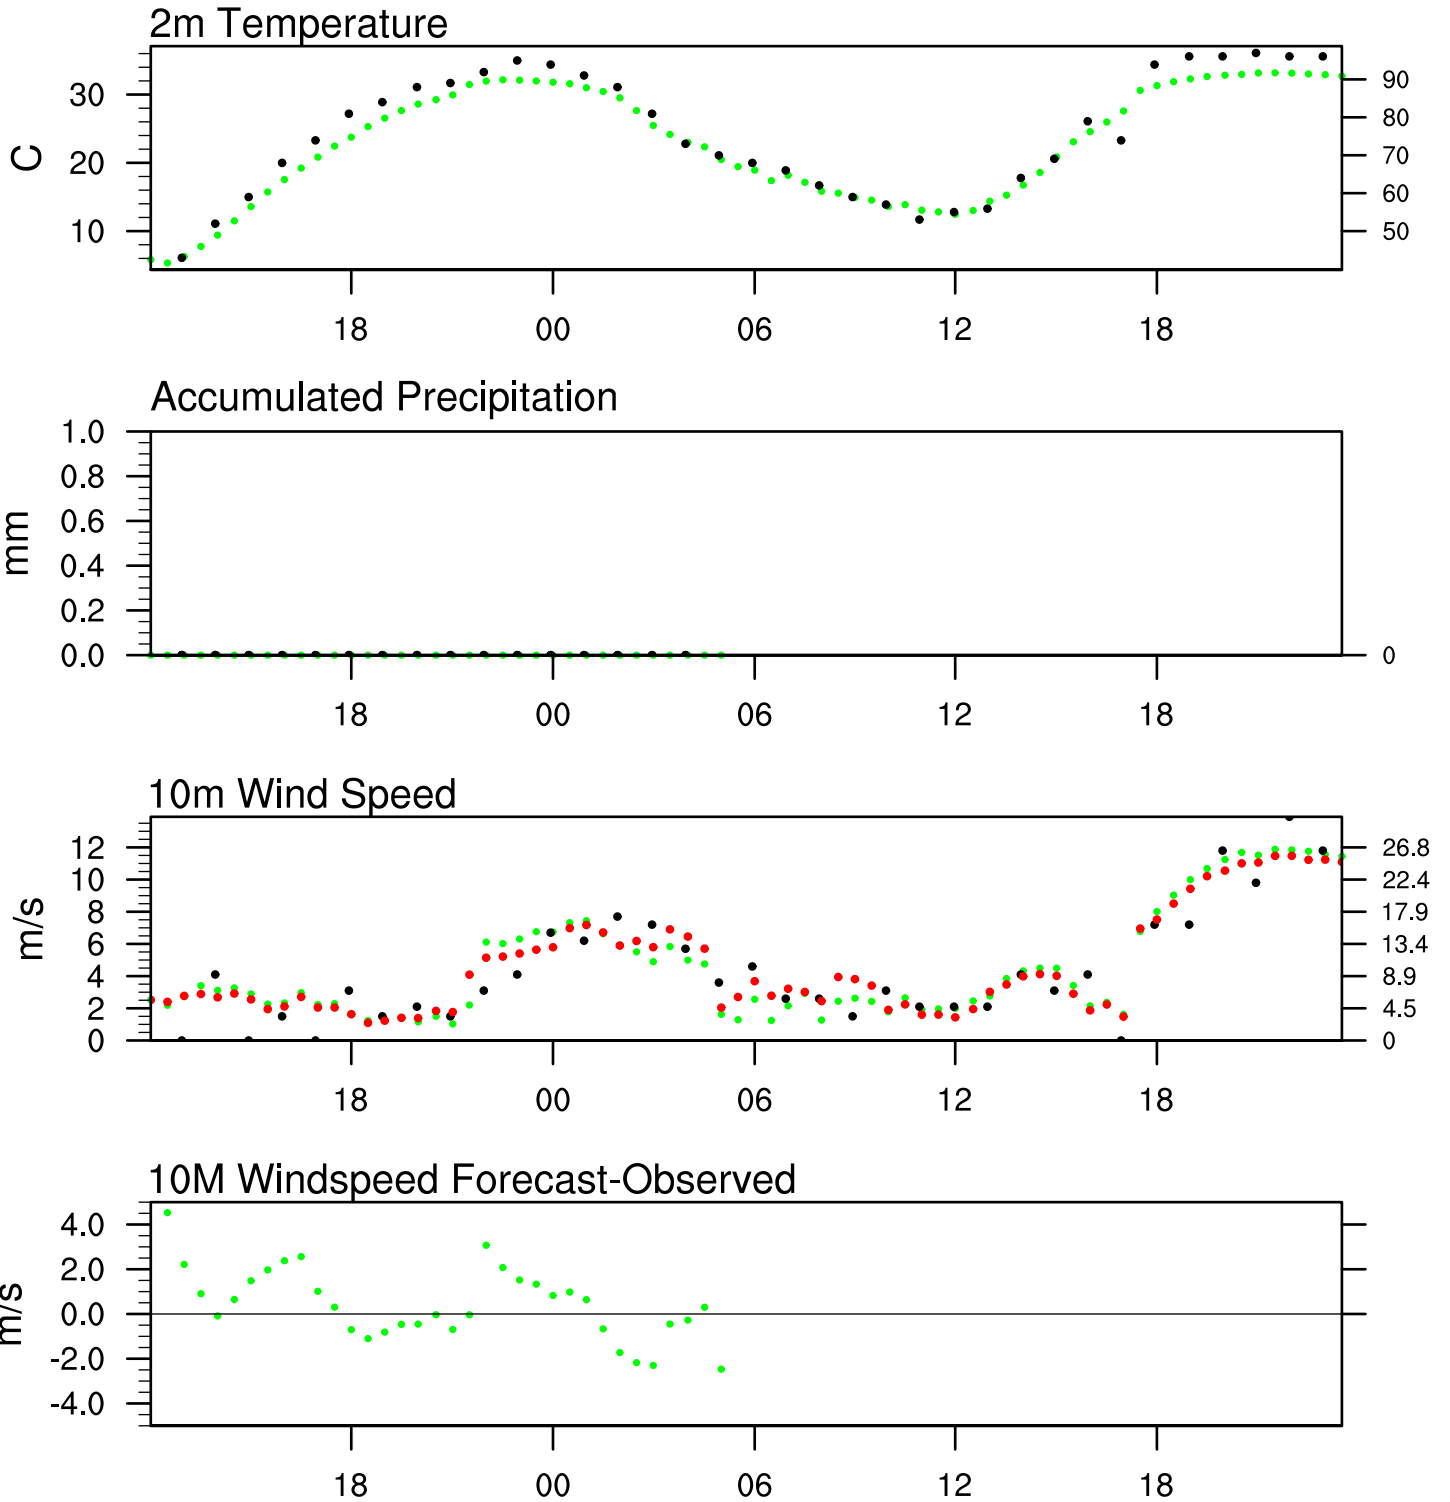 2m Temperature
C
30
20
10
90
80
70
60
50
18 00 06 12 18
Accumulated Precipitation
mm
1.0
0.8
0.6
0.4
0.2
0.0
0
18 00 06 12 18
10m Wind Speed
m/s
12
10
8
6
4
2
0
26.8
22.4
17.9
13.4
8.9
4.5
0
18 00 06 12 18
10M Windspeed Forecast-Observed
m/s
4.0
2.0
0.0
-2.0
-4.0
18 00 06 12 18